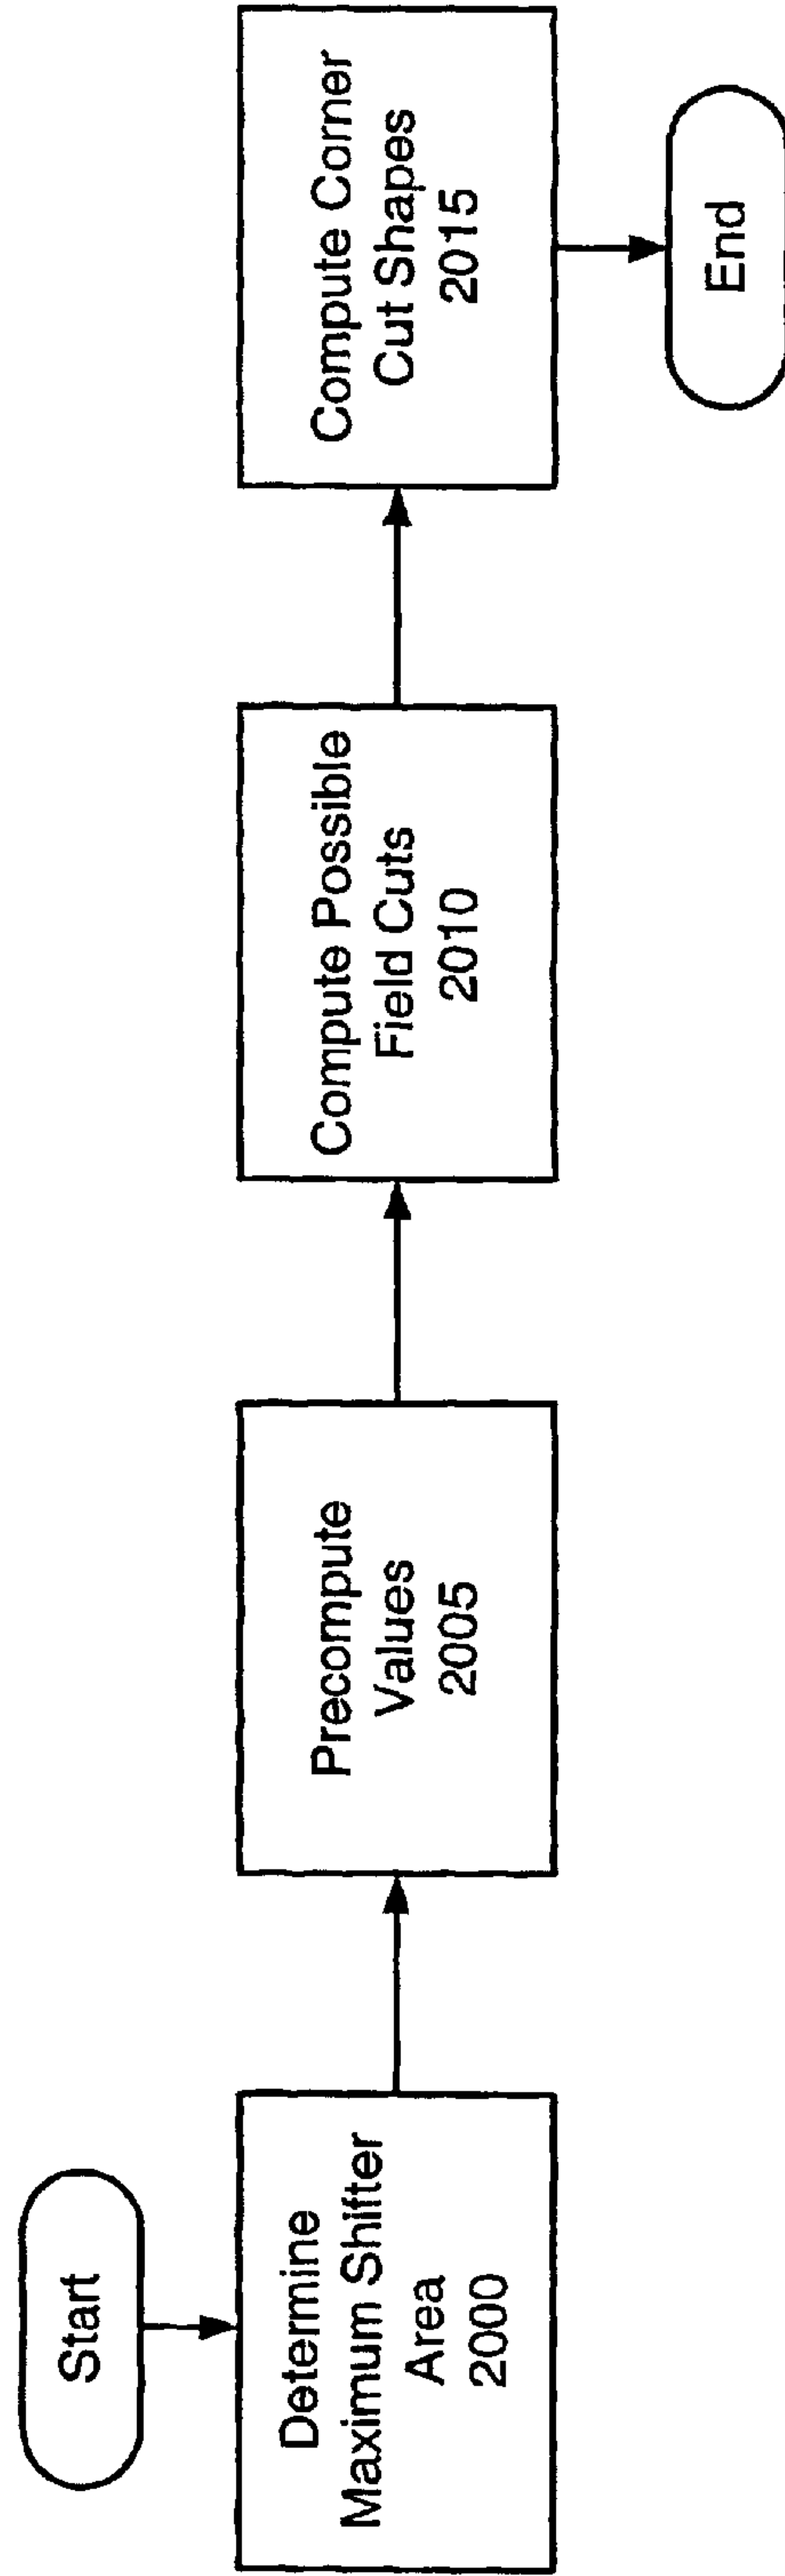 Start
Determine
Maximum Shifter
Area
2000
Precompute
Values
2005
Compute Possible
Field Cuts
2010
Compute Corner
Cut Shapes
2015
End